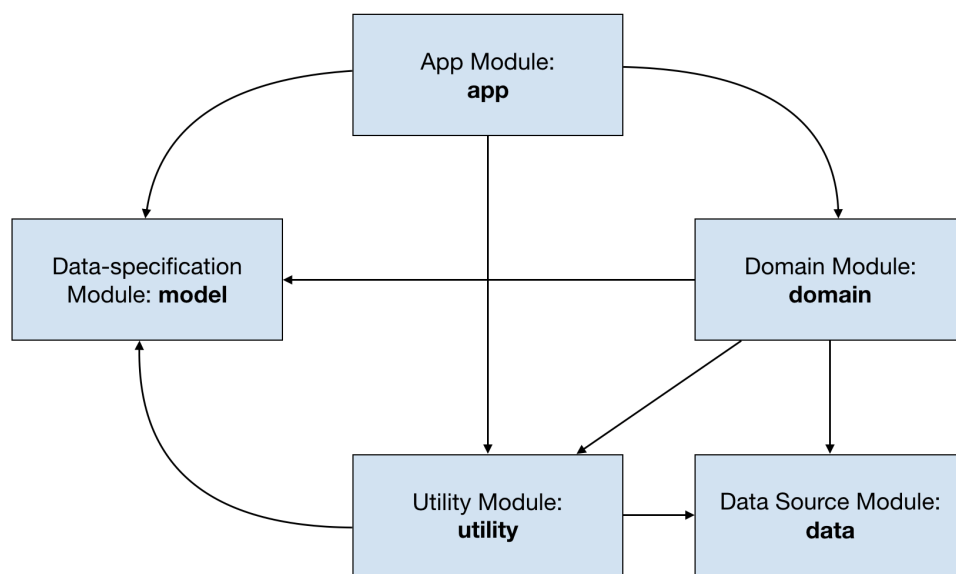 App Module:
app
Data-specification
Module: model
Domain Module:
domain
Utility Module:
utility
Data Source Module:
data